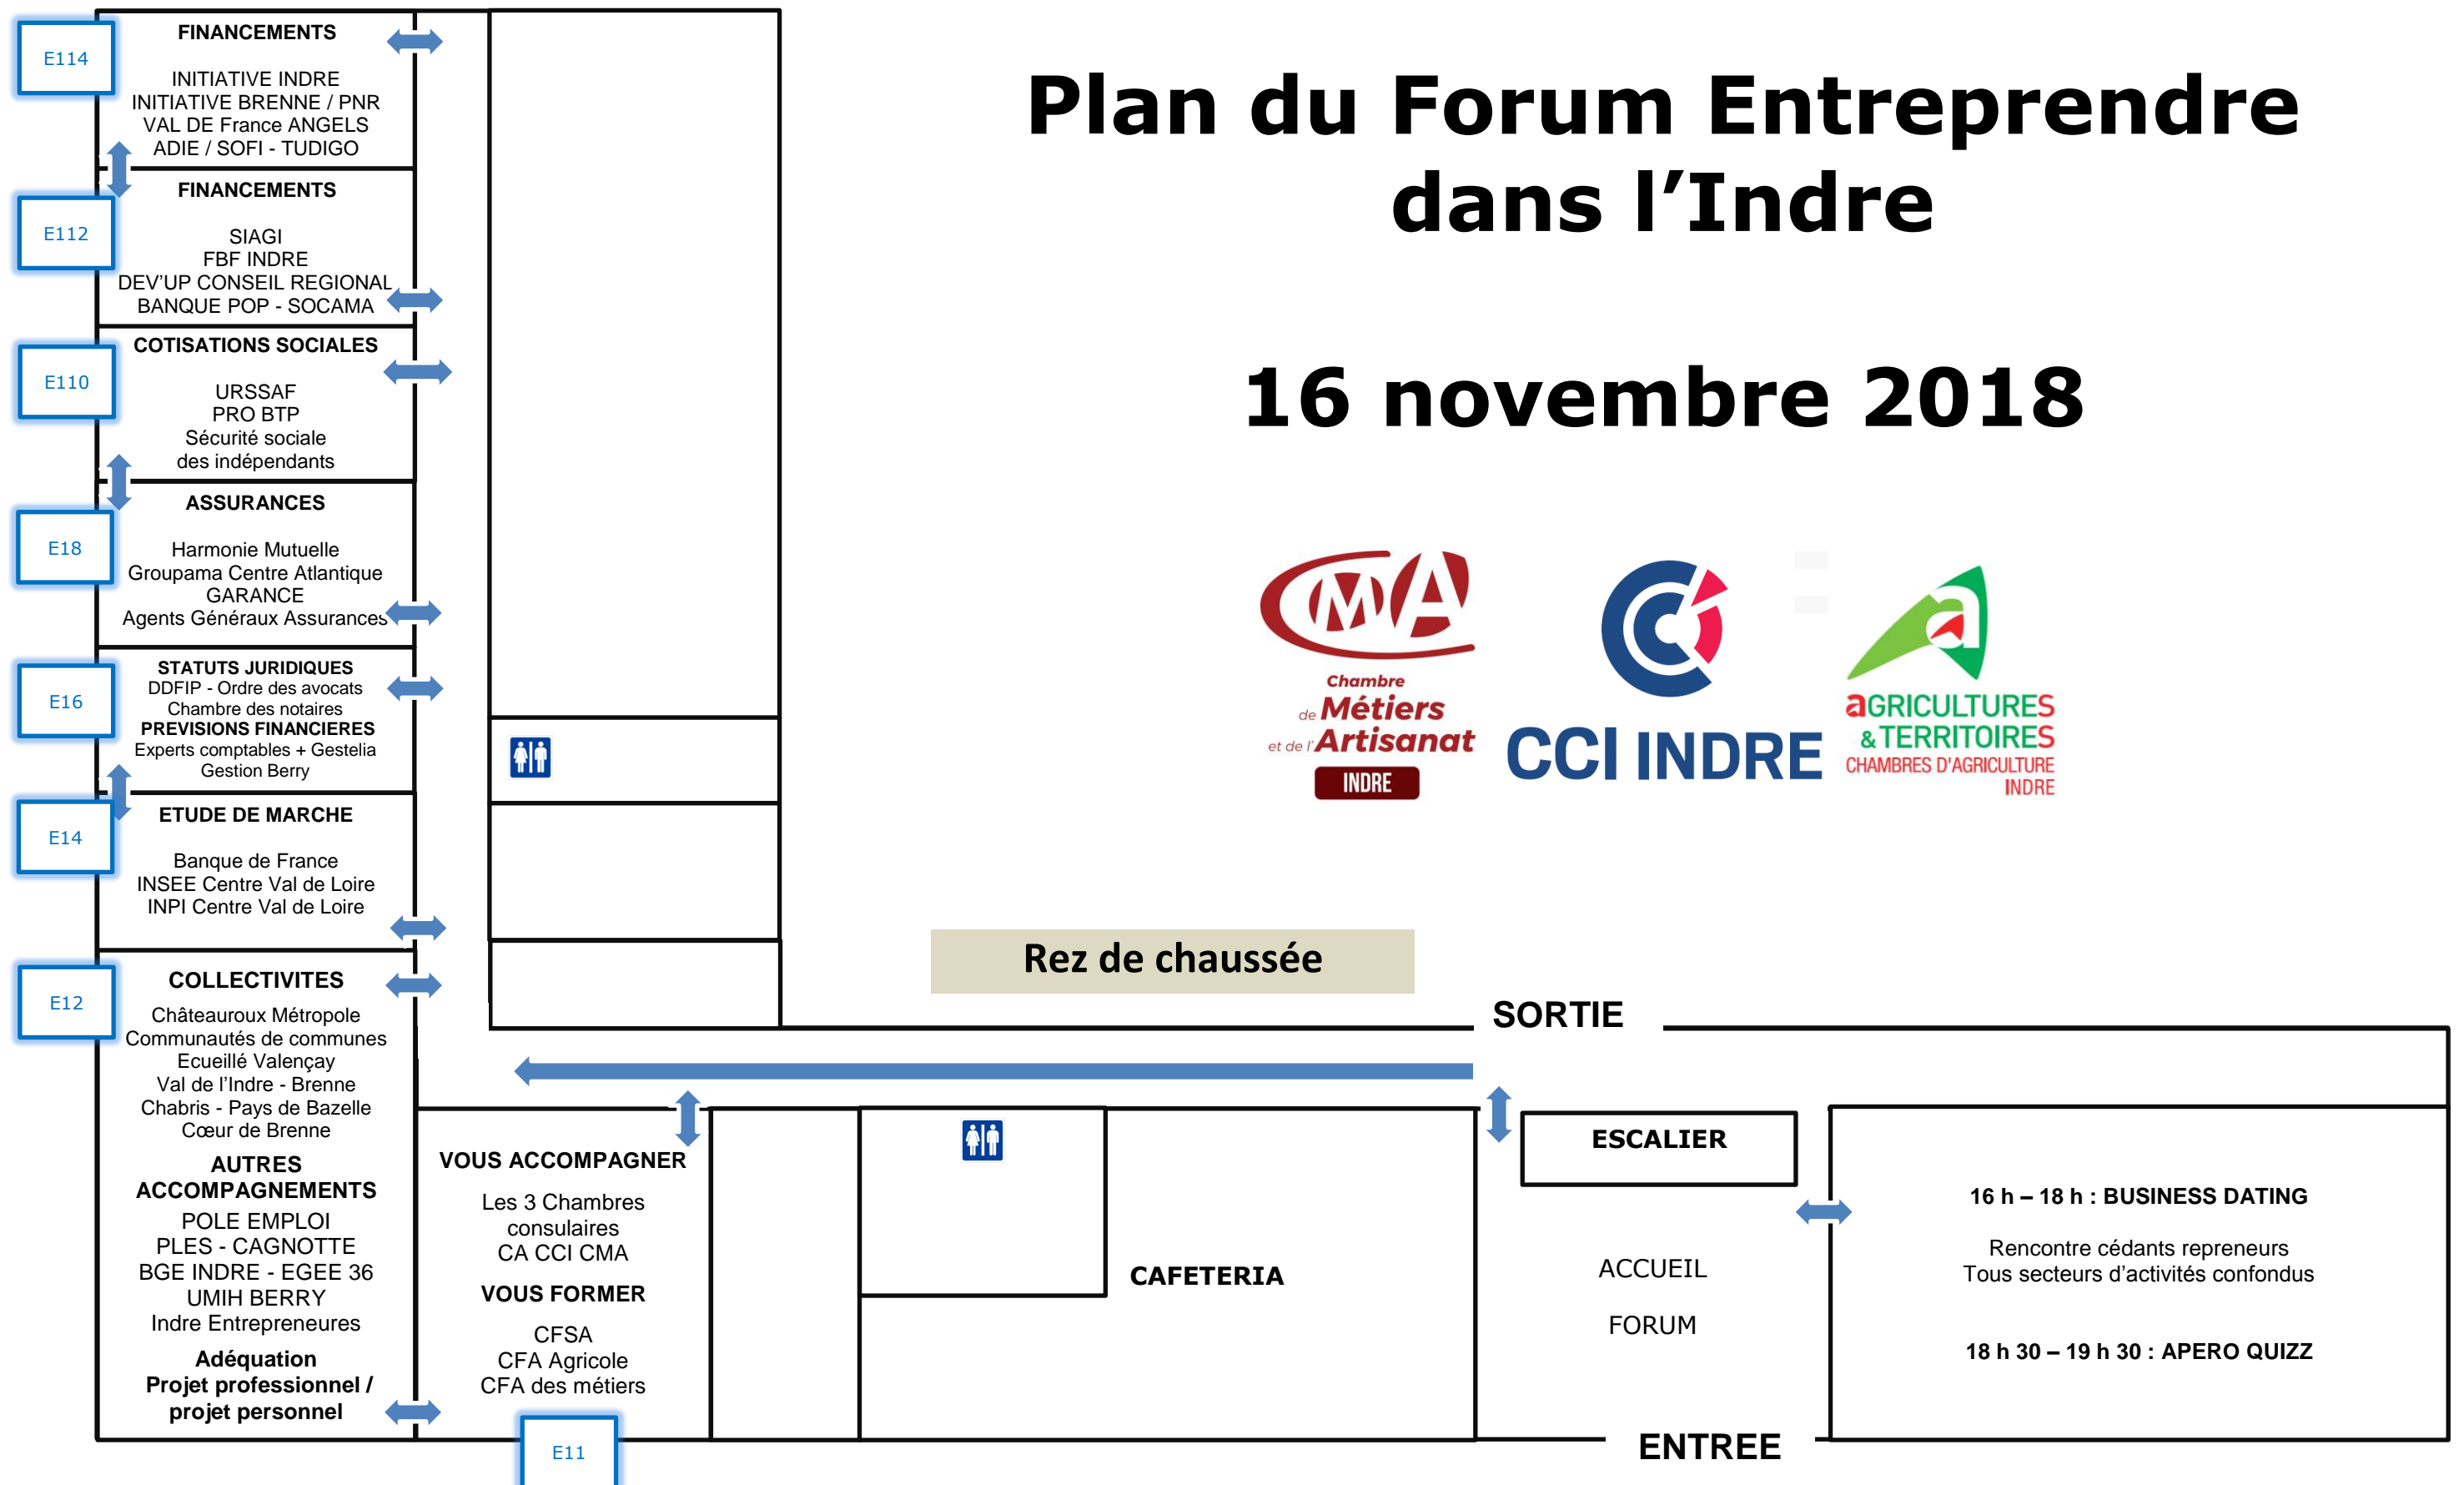 Plan du Forum Entreprendre
dans l’Indre
16 novembre 2018
E114
FINANCEMENTS
INITIATIVE INDRE
INITIATIVE BRENNE / PNR
VAL DE France ANGELS
ADIE / SOFI - TUDIGO
E112
FINANCEMENTS
SIAGI
FBF INDRE
DEV’UP CONSEIL REGIONAL
BANQUE POP - SOCAMA
E110
COTISATIONS SOCIALES
URSSAF
PRO BTP
Sécurité sociale
des indépendants
E18
ASSURANCES
Harmonie Mutuelle
Groupama Centre Atlantique
GARANCE
Agents Généraux Assurances
E16
STATUTS JURIDIQUES
DDFIP - Ordre des avocats
Chambre des notaires
PREVISIONS FINANCIERES
Experts comptables + Gestelia
Gestion Berry
E14
ETUDE DE MARCHE
Banque de France
INSEE Centre Val de Loire
INPI Centre Val de Loire
E12
COLLECTIVITES
Châteauroux Métropole
Communautés de communes
Ecueillé Valençay
Val de l’Indre - Brenne
Chabris - Pays de Bazelle
Cœur de Brenne
AUTRES
ACCOMPAGNEMENTS
POLE EMPLOI
PLES - CAGNOTTE
BGE INDRE - EGEE 36
UMIH BERRY
Indre Entrepreneures
Adéquation
Projet professionnel /
projet personnel
VOUS ACCOMPAGNER
Les 3 Chambres
consulaires
CA CCI CMA
VOUS FORMER
CFSA
CFA Agricole
CFA des métiers
E11
CMA
Chambre
de Métiers
et de l'Artisanat
INDRE
CCI INDRE
aGRICULTURES
&TERRITOIRES
CHAMBRES D'AGRICULTURE
INDRE
Rez de chaussée
SORTIE
CAFETERIA
ESCALIER
ACCUEIL
FORUM
ENTREE
16 h – 18 h : BUSINESS DATING
Rencontre cédants repreneurs
Tous secteurs d’activités confondus
18 h 30 – 19 h 30 : APERO QUIZZ